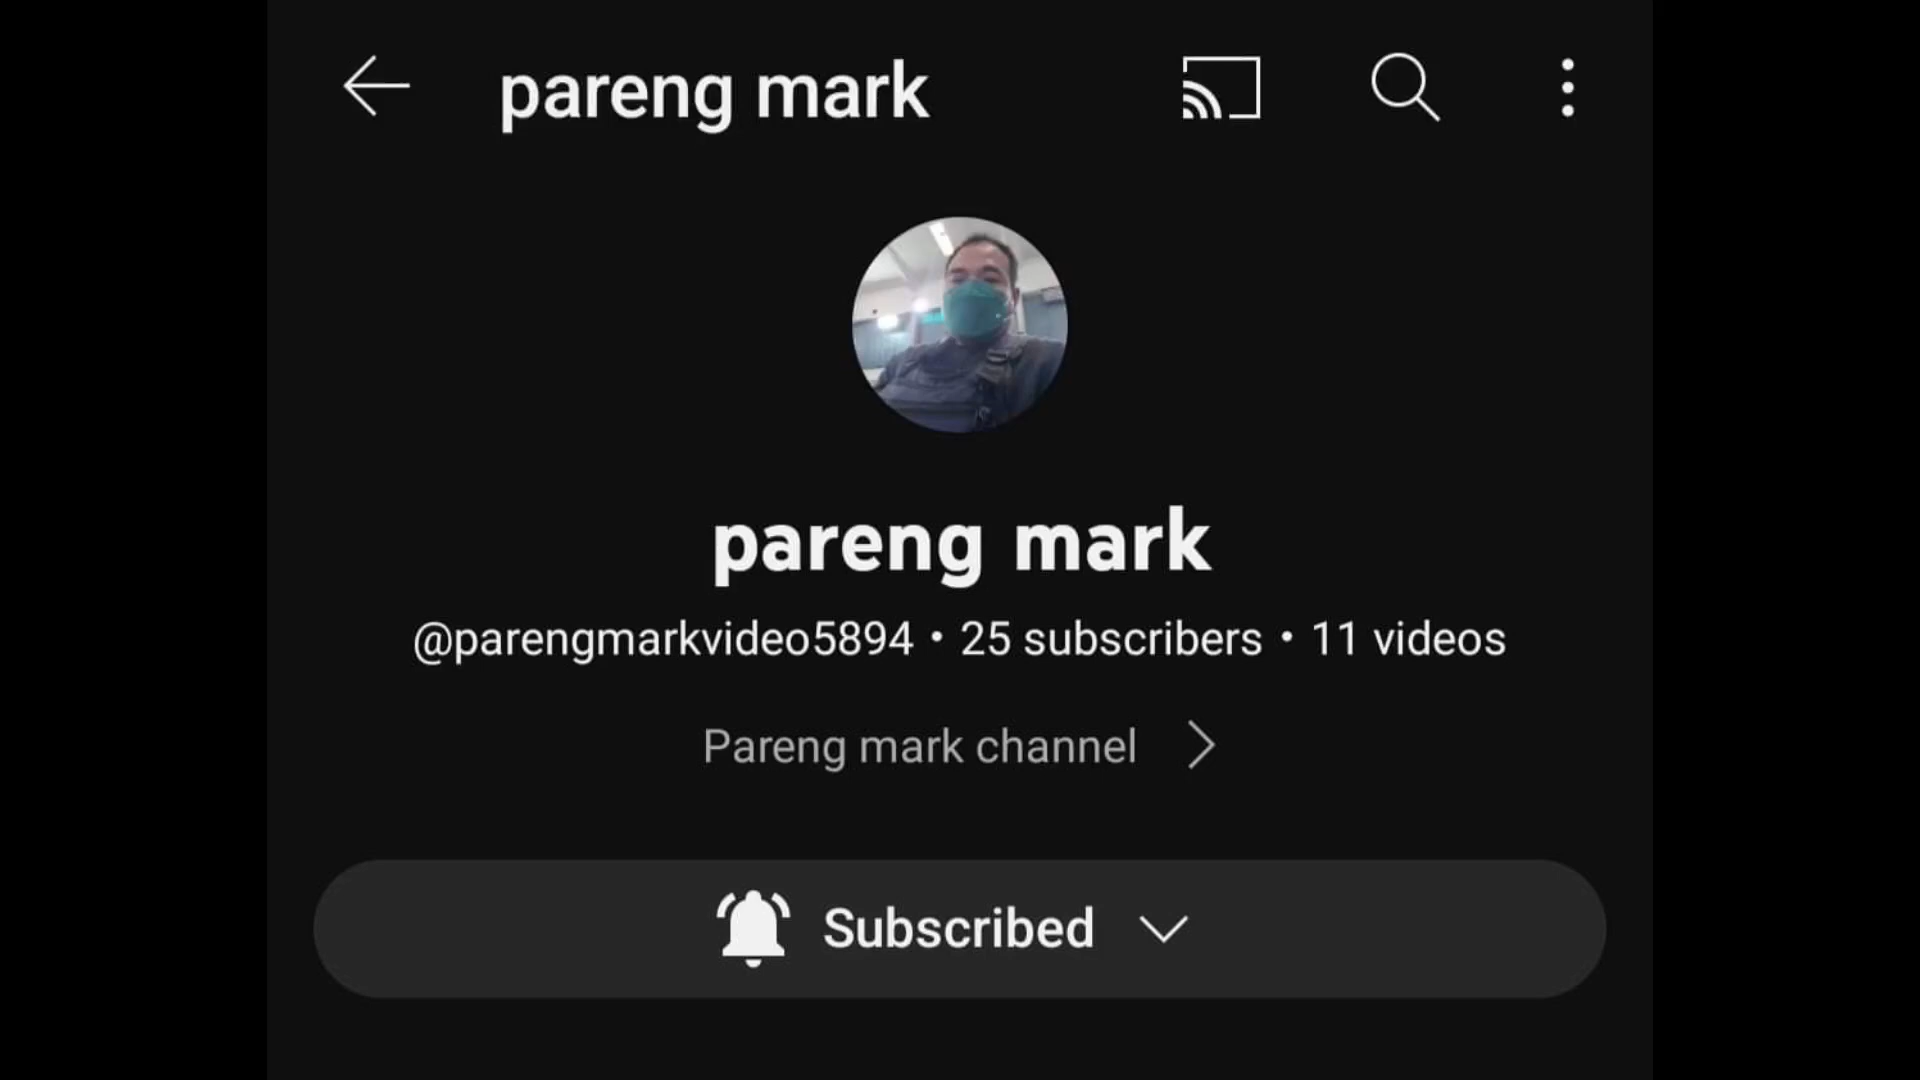 pareng mark
pareng mark
@parengmarkvideo5894 • 25 subscribers • 11 videos
Pareng mark channel
Subscribed